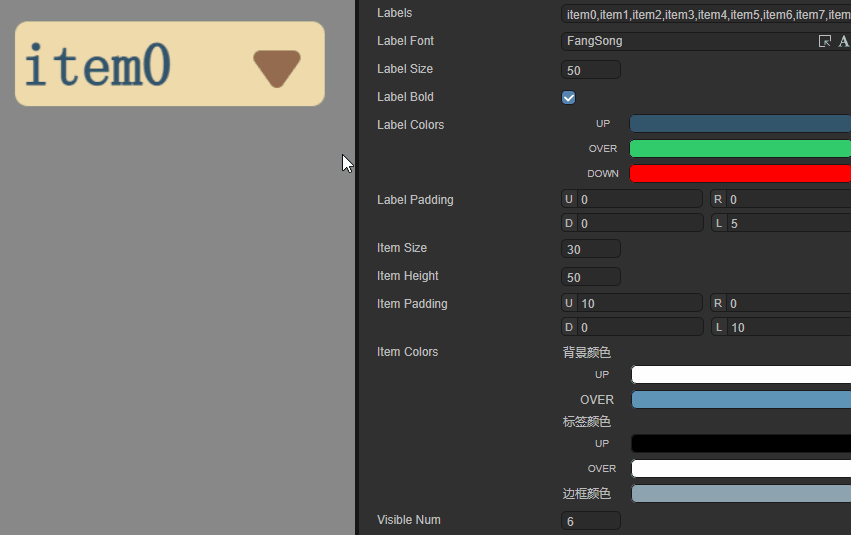 item0
Labels item0,item1,item2,item3,item4,item5,item6,item7,item
Label Font FangSong A
Label Size 50
Label Bold
Label Colors UP
OVER
DOWN
Label Padding U 0 R 0
D 0 L 5
Item Size 30
Item Height 50
Item Padding U 10 R 0
D 0 L 10
Item Colors 背景颜色
UP
OVER
标签颜色
UP
OVER
边框颜色
Visible Num 6